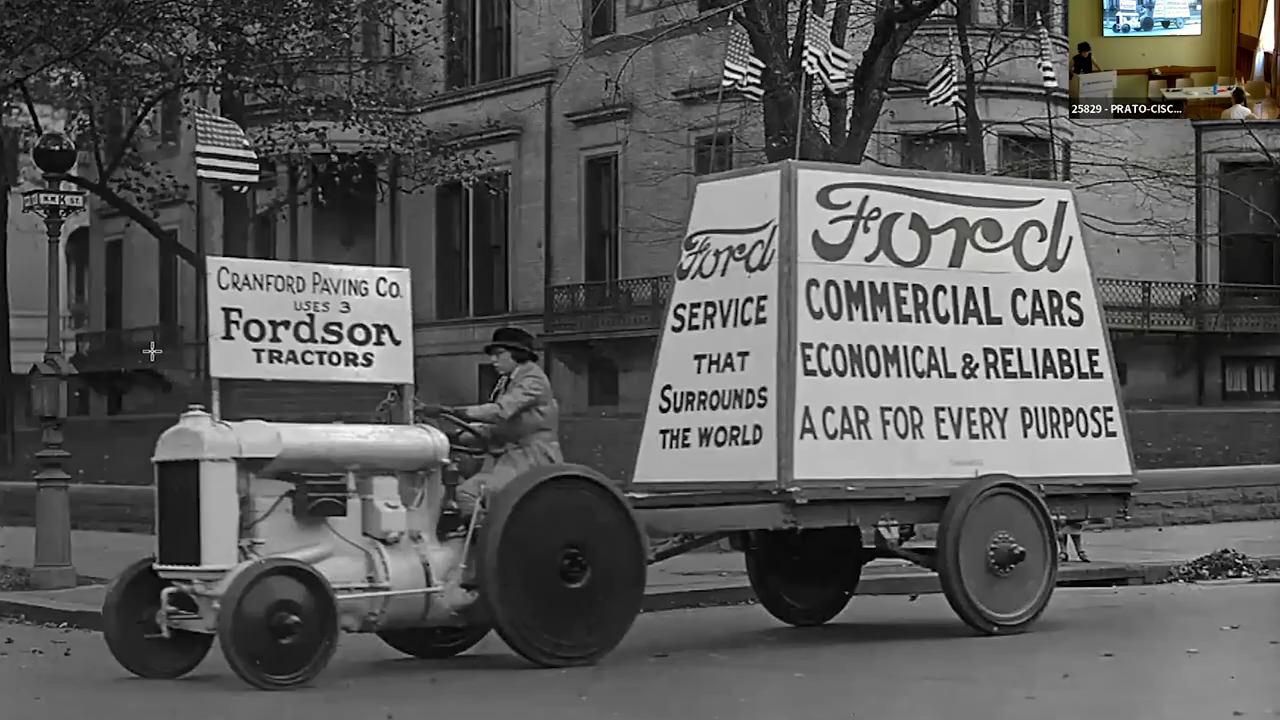 CRANFORD PAVING CO.
USES 3
Fordson
TRACTORS
Ford
SERVICE
THAT
SURROUNDS
THE WORLD
Ford
COMMERCIAL CARS
ECONOMICAL & RELIABLE
A CAR FOR EVERY PURPOSE
25829 - PRATO-CISC...